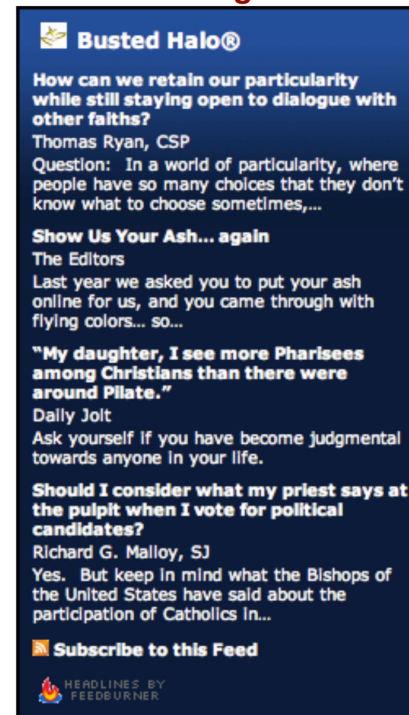 Busted Halo®
How can we retain our particularity
while still staying open to dialogue with
other faiths?
Thomas Ryan, CSP
Question: In a world of particularity, where
people have so many choices that they don't
know what to choose sometimes,...
Show Us Your Ash... again
The Editors
Last year we asked you to put your ash
online for us, and you came through with
flying colors... so...
“My daughter, I see more Pharisees
among Christians than there were
around Pilate.”
Daily Jolt
Ask yourself if you have become judgmental
towards anyone in your life.
Should I consider what my priest says at
the pulpit when I vote for political
candidates?
Richard G. Malloy, SJ
Yes. But keep in mind what the Bishops of
the United States have said about the
participation of Catholics in...
Subscribe to this Feed
HEADLINES BY
FEEDBURNER